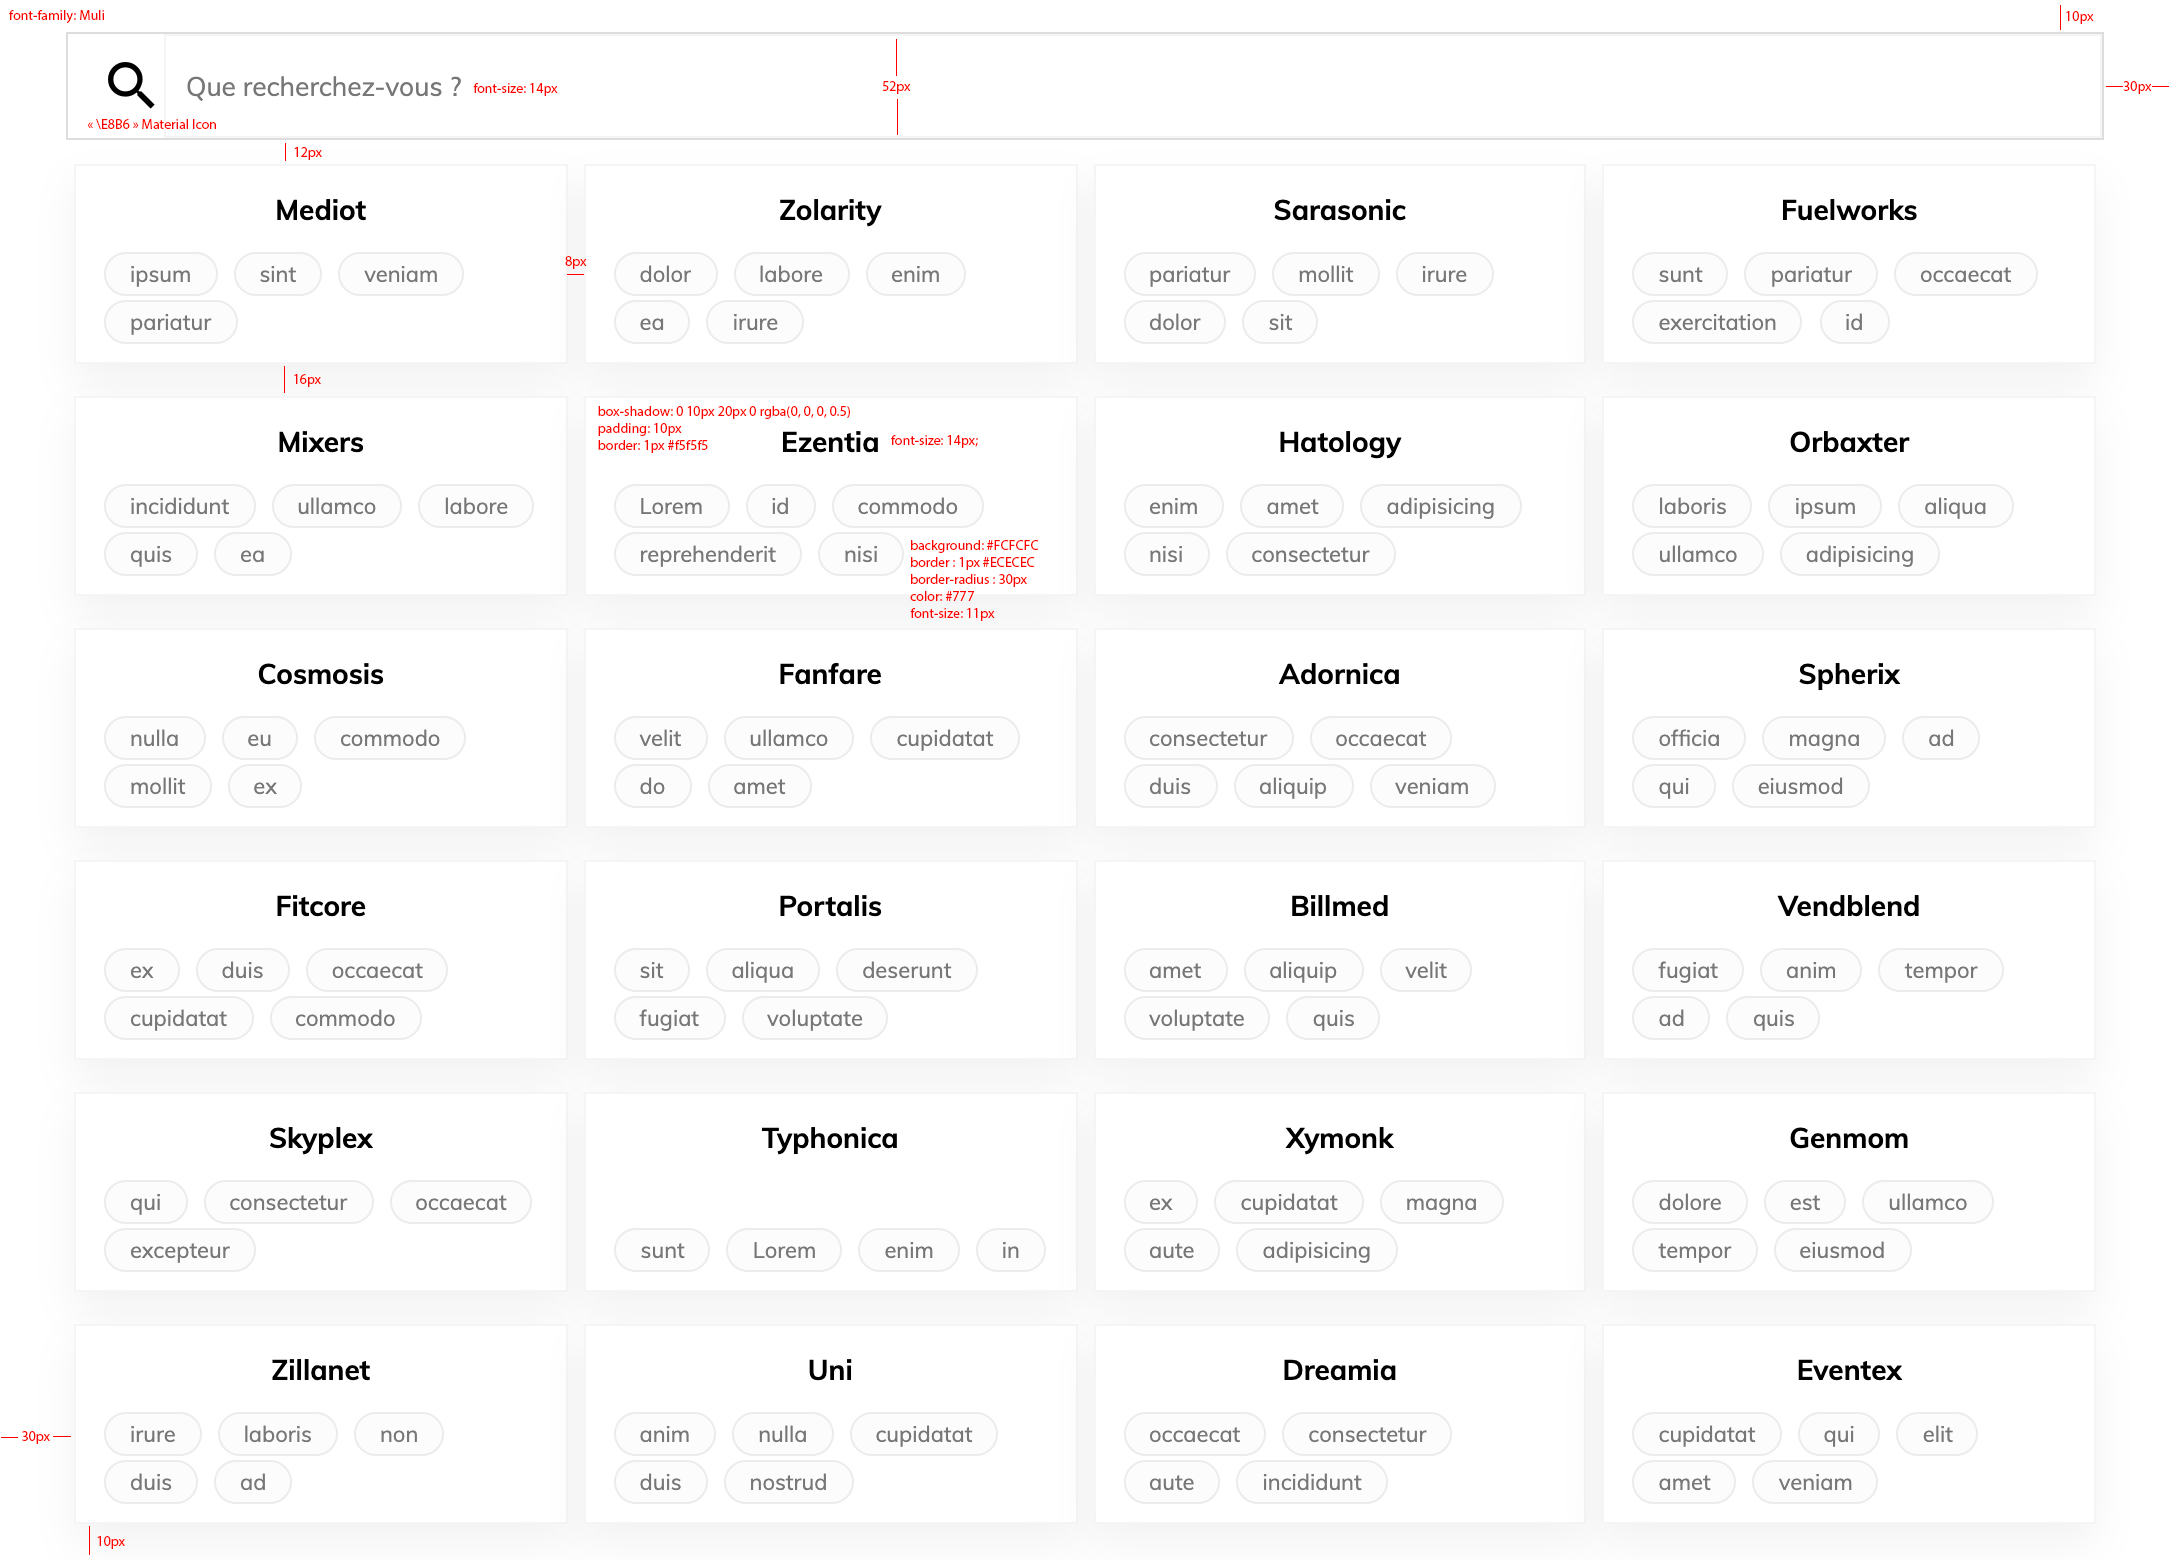 font-family: Muli
10px
Que recherchez-vous ?
font-size: 14px
52px
30px
« \E8B6 » Material Icon
12px
Mediot
ipsum sint veniam
pariatur
8px
Zolarity
dolor labore enim
ea irure
Sarasonic
pariatur mollit irure
dolor sit
Fuelworks
sunt pariatur occaecat
exercitation id
16px
Mixers
incididunt ullamco labore
quis ea
box-shadow: 0 10px 20px 0 rgba(0, 0, 0, 0.5)
padding: 10px
border: 1px #f5f5f5
Ezentia
font-size: 14px;
Lorem id commodo
reprehenderit nisi
background: #FCFCFC
border : 1px #ECECEC
border-radius : 30px
color: #777
font-size: 11px
Hatology
enim amet adipisicing
nisi consectetur
Orbaxter
laboris ipsum aliqua
ullamco adipisicing
Cosmosis
nulla eu commodo
mollit ex
Fanfare
velit ullamco cupidatat
do amet
Adornica
consectetur occaecat
duis aliquip veniam
Spherix
officia magna ad
qui eiusmod
Fitcore
ex duis occaecat
cupidatat commodo
Portalis
sit aliqua deserunt
fugiat voluptate
Billmed
amet aliquip velit
voluptate quis
Vendblend
fugiat anim tempor
ad quis
Skyplex
qui consectetur occaecat
excepteur
Typhonica
sunt Lorem enim in
Xymonk
ex cupidatat magna
aute adipisicing
Genmom
dolore est ullamco
tempor eiusmod
Zillanet
irure laboris non
duis ad
Uni
anim nulla cupidatat
duis nostrud
Dreamia
occaecat consectetur
aute incididunt
Eventex
cupidatat qui elit
amet veniam
30px
10px